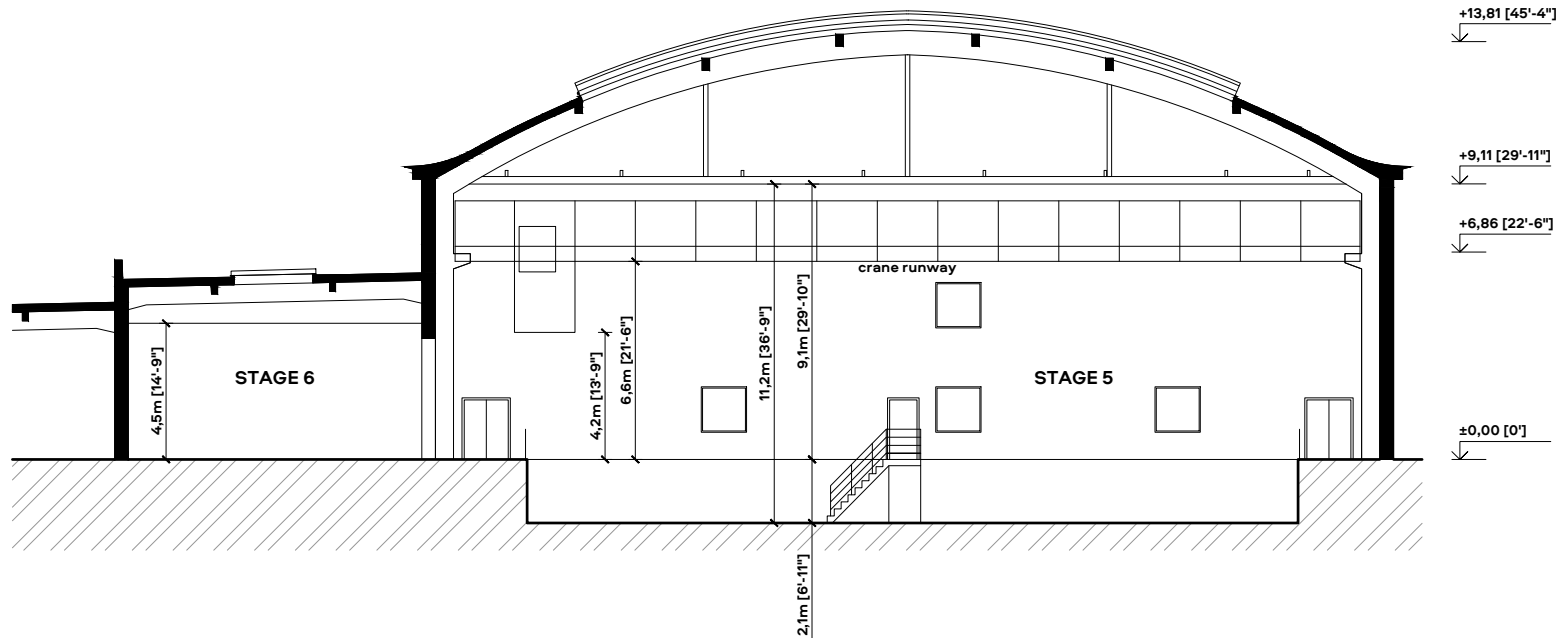 +13,81 [45'-4"]
+9,11 [29'-11"]
+6,86 [22'-6"]
crane runway
STAGE 6
STAGE 5
4,5m [14'-9"]
4,2m [13'-9"]
6,6m [21'-6"]
11,2m [36'-9"]
9,1m [29'-10"]
±0,00 [0']
2,1m [6'-11"]